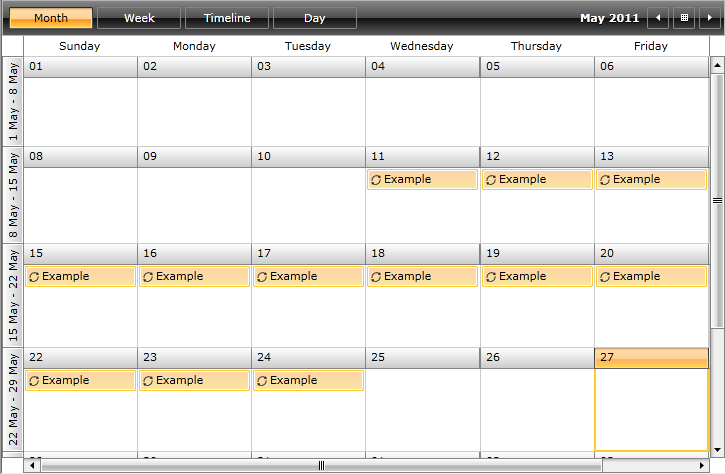 Month Week Timeline Day May 2011
Sunday Monday Tuesday Wednesday Thursday Friday
1 May - 8 May
01 02 03 04 05 06
8 May - 15 May
08 09 10 11 12 13
Example Example Example
15 May - 22 May
15 16 17 18 19 20
Example Example Example Example Example Example
22 May - 29 May
22 23 24 25 26 27
Example Example Example